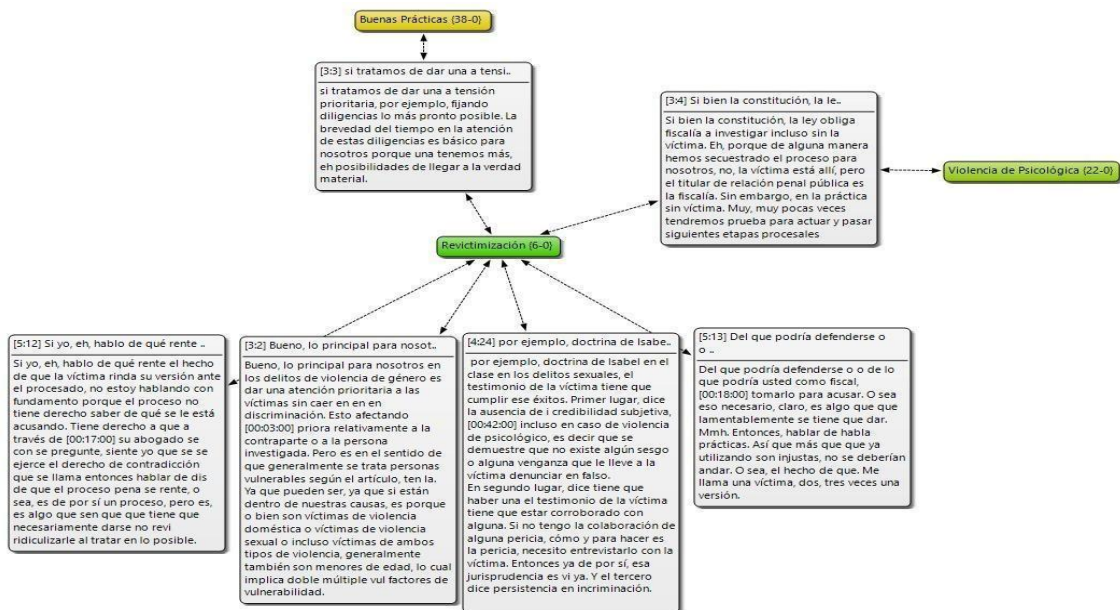 Buenas Prácticas {38-0}
[3:3] si tratamos de dar una a tensi..
si tratamos de dar una a tensión
prioritaria, por ejemplo, fijando
diligencias lo más pronto posible. La
brevedad del tiempo en la atención
de estas diligencias es básico para
nosotros porque una tenemos más,
eh posibilidades de llegar a la verdad
material.
[3:4] Si bien la constitución, la le..
Si bien la constitución, la ley obliga
fiscalía a investigar incluso sin la
víctima. Eh, porque de alguna manera
hemos secuestrado el proceso para
nosotros, no, la víctima está allí, pero
el titular de relación penal pública es
la fiscalía. Sin embargo, en la práctica
sin víctima. Muy, muy pocas veces
tendremos prueba para actuar y pasar
siguientes etapas procesales
Violencia de Psicológica {22-0}
Revictimización {6-0}
[5:12] Si yo, eh, hablo de qué rente ..
Si yo, eh, hablo de qué rente el hecho
de que la víctima rinda su versión ante
el procesado, no estoy hablando con
fundamento porque el proceso no
tiene derecho saber de qué se le está
acusando. Tiene derecho a que a
través de [00:17:00] su abogado se
con se pregunte, siente yo que se se
ejerce el derecho de contradicción
que se llama entonces hablar de dis
de que el proceso pena se rente, o
sea, es de por sí un proceso, pero es,
es algo que sen que que tiene que
necesariamente darse no revi
ridiculizarle al tratar en lo posible.
[3:2] Bueno, lo principal para nosot..
Bueno, lo principal para nosotros en
los delitos de violencia de género es
dar una atención prioritaria a las
víctimas sin caer en en en
discriminación. Esto afectando
[00:03:00] priora relativamente a la
contraparte o a la persona
investigada. Pero es en el sentido de
que generalmente se trata personas
vulnerables según el artículo, ten la.
Ya que pueden ser, ya que si están
dentro de nuestras causas, es porque
o bien son víctimas de violencia
doméstica o víctimas de violencia
sexual o incluso víctimas de ambos
tipos de violencia, generalmente
también son menores de edad, lo cual
implica doble múltiple vul factores de
vulnerabilidad.
[4:24] por ejemplo, doctrina de Isabe..
por ejemplo, doctrina de Isabel en el
clase en los delitos sexuales, el
testimonio de la víctima tiene que
cumplir ese éxitos. Primer lugar, dice
la ausencia de i credibilidad subjetiva,
[00:42:00] incluso en caso de violencia
de psicológico, es decir que se
demuestre que no existe algún sesgo
o alguna venganza que le lleve a la
víctima denunciar en falso.
En segundo lugar, dice tiene que
haber una el testimonio de la víctima
tiene que estar corroborado con
alguna. Si no tengo la colaboración de
alguna pericia, cómo y para hacer es
la pericia, necesito entrevistarlo con la
víctima. Entonces ya de por sí, esa
jurisprudencia es vi ya. Y el tercero
dice persistencia en incriminación.
[5:13] Del que podría defenderse o
o ..
Del que podría defenderse o o de lo
que podría usted como fiscal,
[00:18:00] tomarlo para acusar. O sea
eso necesario, claro, es algo que que
lamentablemente se tiene que dar.
Mmh. Entonces, hablar de habla
prácticas. Así que más que que ya
utilizando son injustas, no se deberían
andar. O sea, el hecho de que. Me
llama una víctima, dos, tres veces una
versión.